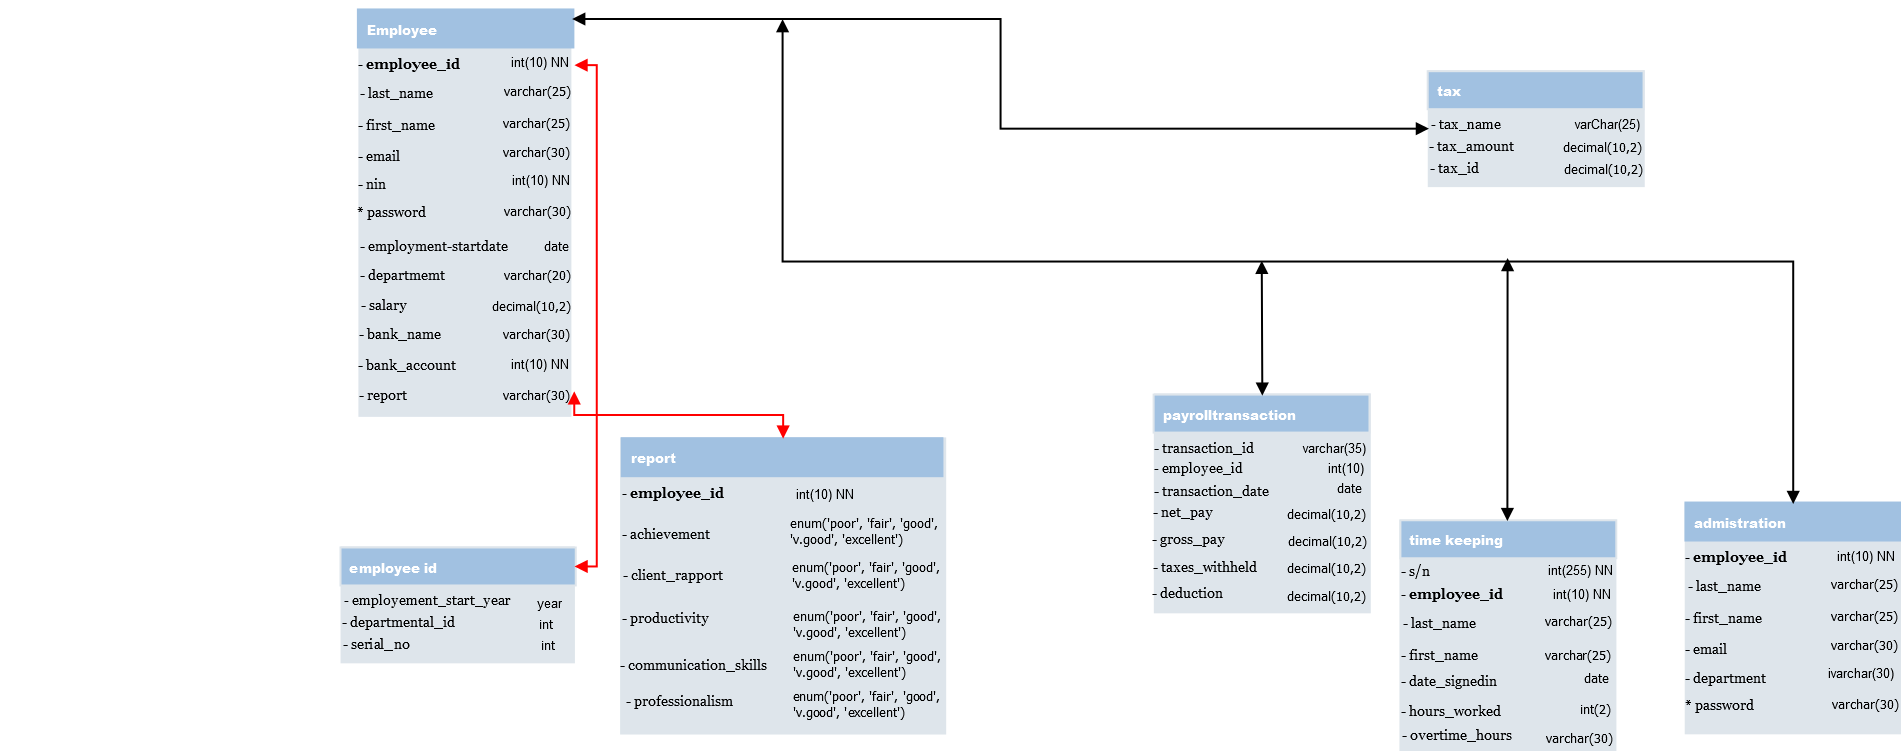 Employee
- employee_id int(10) NN
- last_name varchar(25)
- first_name varchar(25)
- email varchar(30)
- nin int(10) NN
* password varchar(30)
- employment-startdate date
- departmemt varchar(20)
- salary decimal(10,2)
- bank_name varchar(30)
- bank_account int(10) NN
- report varchar(30)
tax
- tax_name varChar(25)
- tax_amount decimal(10,2)
- tax_id decimal(10,2)
report
- employee_id int(10) NN
- achievement enum('poor', 'fair', 'good',
'v.good', 'excellent')
- client_rapport enum('poor', 'fair', 'good',
'v.good', 'excellent')
- productivity enum('poor', 'fair', 'good',
'v.good', 'excellent')
- communication_skills enum('poor', 'fair', 'good',
'v.good', 'excellent')
- professionalism enum('poor', 'fair', 'good',
'v.good', 'excellent')
employee id
- employement_start_year year
- departmental_id int
- serial_no int
payrolltransaction
- transaction_id varchar(35)
- employee_id int(10)
- transaction_date date
- net_pay decimal(10,2)
- gross_pay decimal(10,2)
- taxes_withheld decimal(10,2)
- deduction decimal(10,2)
time keeping
- s/n int(255) NN
- employee_id int(10) NN
- last_name varchar(25)
- first_name varchar(25)
- date_signedin date
- hours_worked int(2)
- overtime_hours varchar(30)
admistration
- employee_id int(10) NN
- last_name varchar(25)
- first_name varchar(25)
- email varchar(30)
- department ivarchar(30)
* password varchar(30)